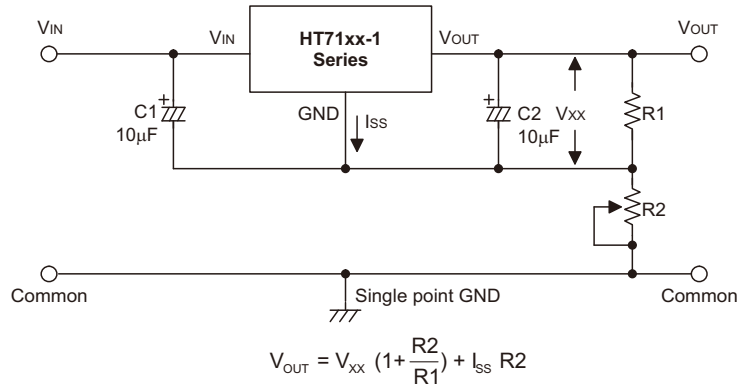 VIN
VIN
HT71xx-1
Series
VOUT
VOUT
GND
ISS
C1
10μF
C2
10μF
VXX
R1
R2
Common
Single point GND
Common
VOUT = VXX (1+R2/R1) + ISS R2